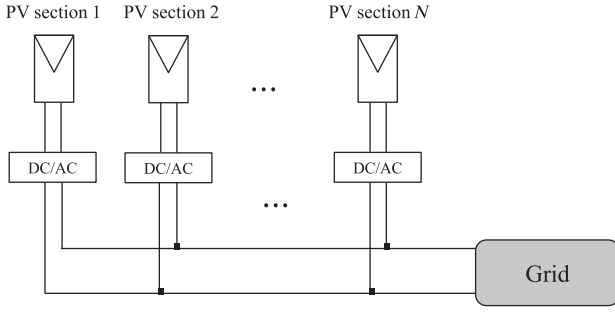 PV section 1 PV section 2 PV section N
...
DC/AC DC/AC DC/AC
...
Grid